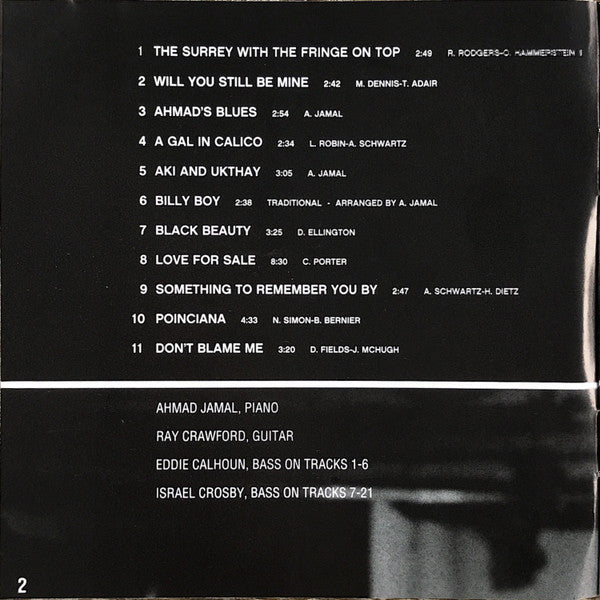 1 THE SURREY WITH THE FRINGE ON TOP 2:49 R. RODGERS-O. HAMMERSTEIN II
2 WILL YOU STILL BE MINE 2:42 M. DENNIS-T. ADAIR
3 AHMAD'S BLUES 2:54 A. JAMAL
4 A GAL IN CALICO 2:34 L. ROBIN-A. SCHWARTZ
5 AKI AND UKTHAY 3:05 A. JAMAL
6 BILLY BOY 2:38 TRADITIONAL - ARRANGED BY A. JAMAL
7 BLACK BEAUTY 3:25 D. ELLINGTON
8 LOVE FOR SALE 8:30 C. PORTER
9 SOMETHING TO REMEMBER YOU BY 2:47 A. SCHWARTZ-H. DIETZ
10 POINCIANA 4:33 N. SIMON-B. BERNIER
11 DON'T BLAME ME 3:20 D. FIELDS-J. MCHUGH
AHMAD JAMAL, PIANO
RAY CRAWFORD, GUITAR
EDDIE CALHOUN, BASS ON TRACKS 1-6
ISRAEL CROSBY, BASS ON TRACKS 7-21
2